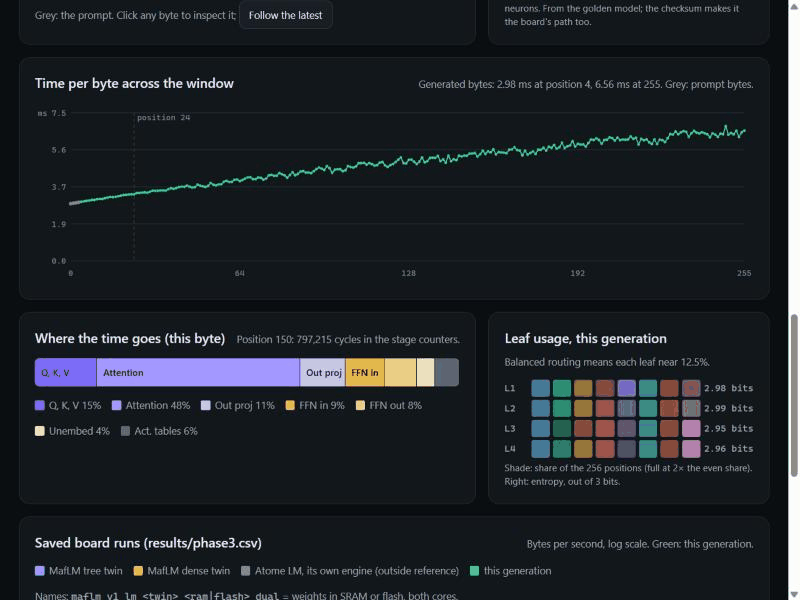 Grey: the prompt. Click any byte to inspect it; Follow the latest
neurons. From the golden model; the checksum makes it
the board's path too.
Time per byte across the window
Generated bytes: 2.98 ms at position 4, 6.56 ms at 255. Grey: prompt bytes.
ms 7.5
position 24
5.6
3.7
1.9
0.0
0 64 128 192 255
Where the time goes (this byte) Position 150: 797,215 cycles in the stage counters.
Q, K, V Attention Out proj FFN in
Q, K, V 15% Attention 48% Out proj 11% FFN in 9% FFN out 8%
Unembed 4% Act. tables 6%
Leaf usage, this generation
Balanced routing means each leaf near 12.5%.
L1 2.98 bits
L2 2.99 bits
L3 2.95 bits
L4 2.96 bits
Shade: share of the 256 positions (full at 2× the even share).
Right: entropy, out of 3 bits.
Saved board runs (results/phase3.csv)
Bytes per second, log scale. Green: this generation.
MafLM tree twin MafLM dense twin Atome LM, its own engine (outside reference) this generation
Names: maflm_v1_lm_<twin>_<ram|flash>_dual = weights in SRAM or flash, both cores.